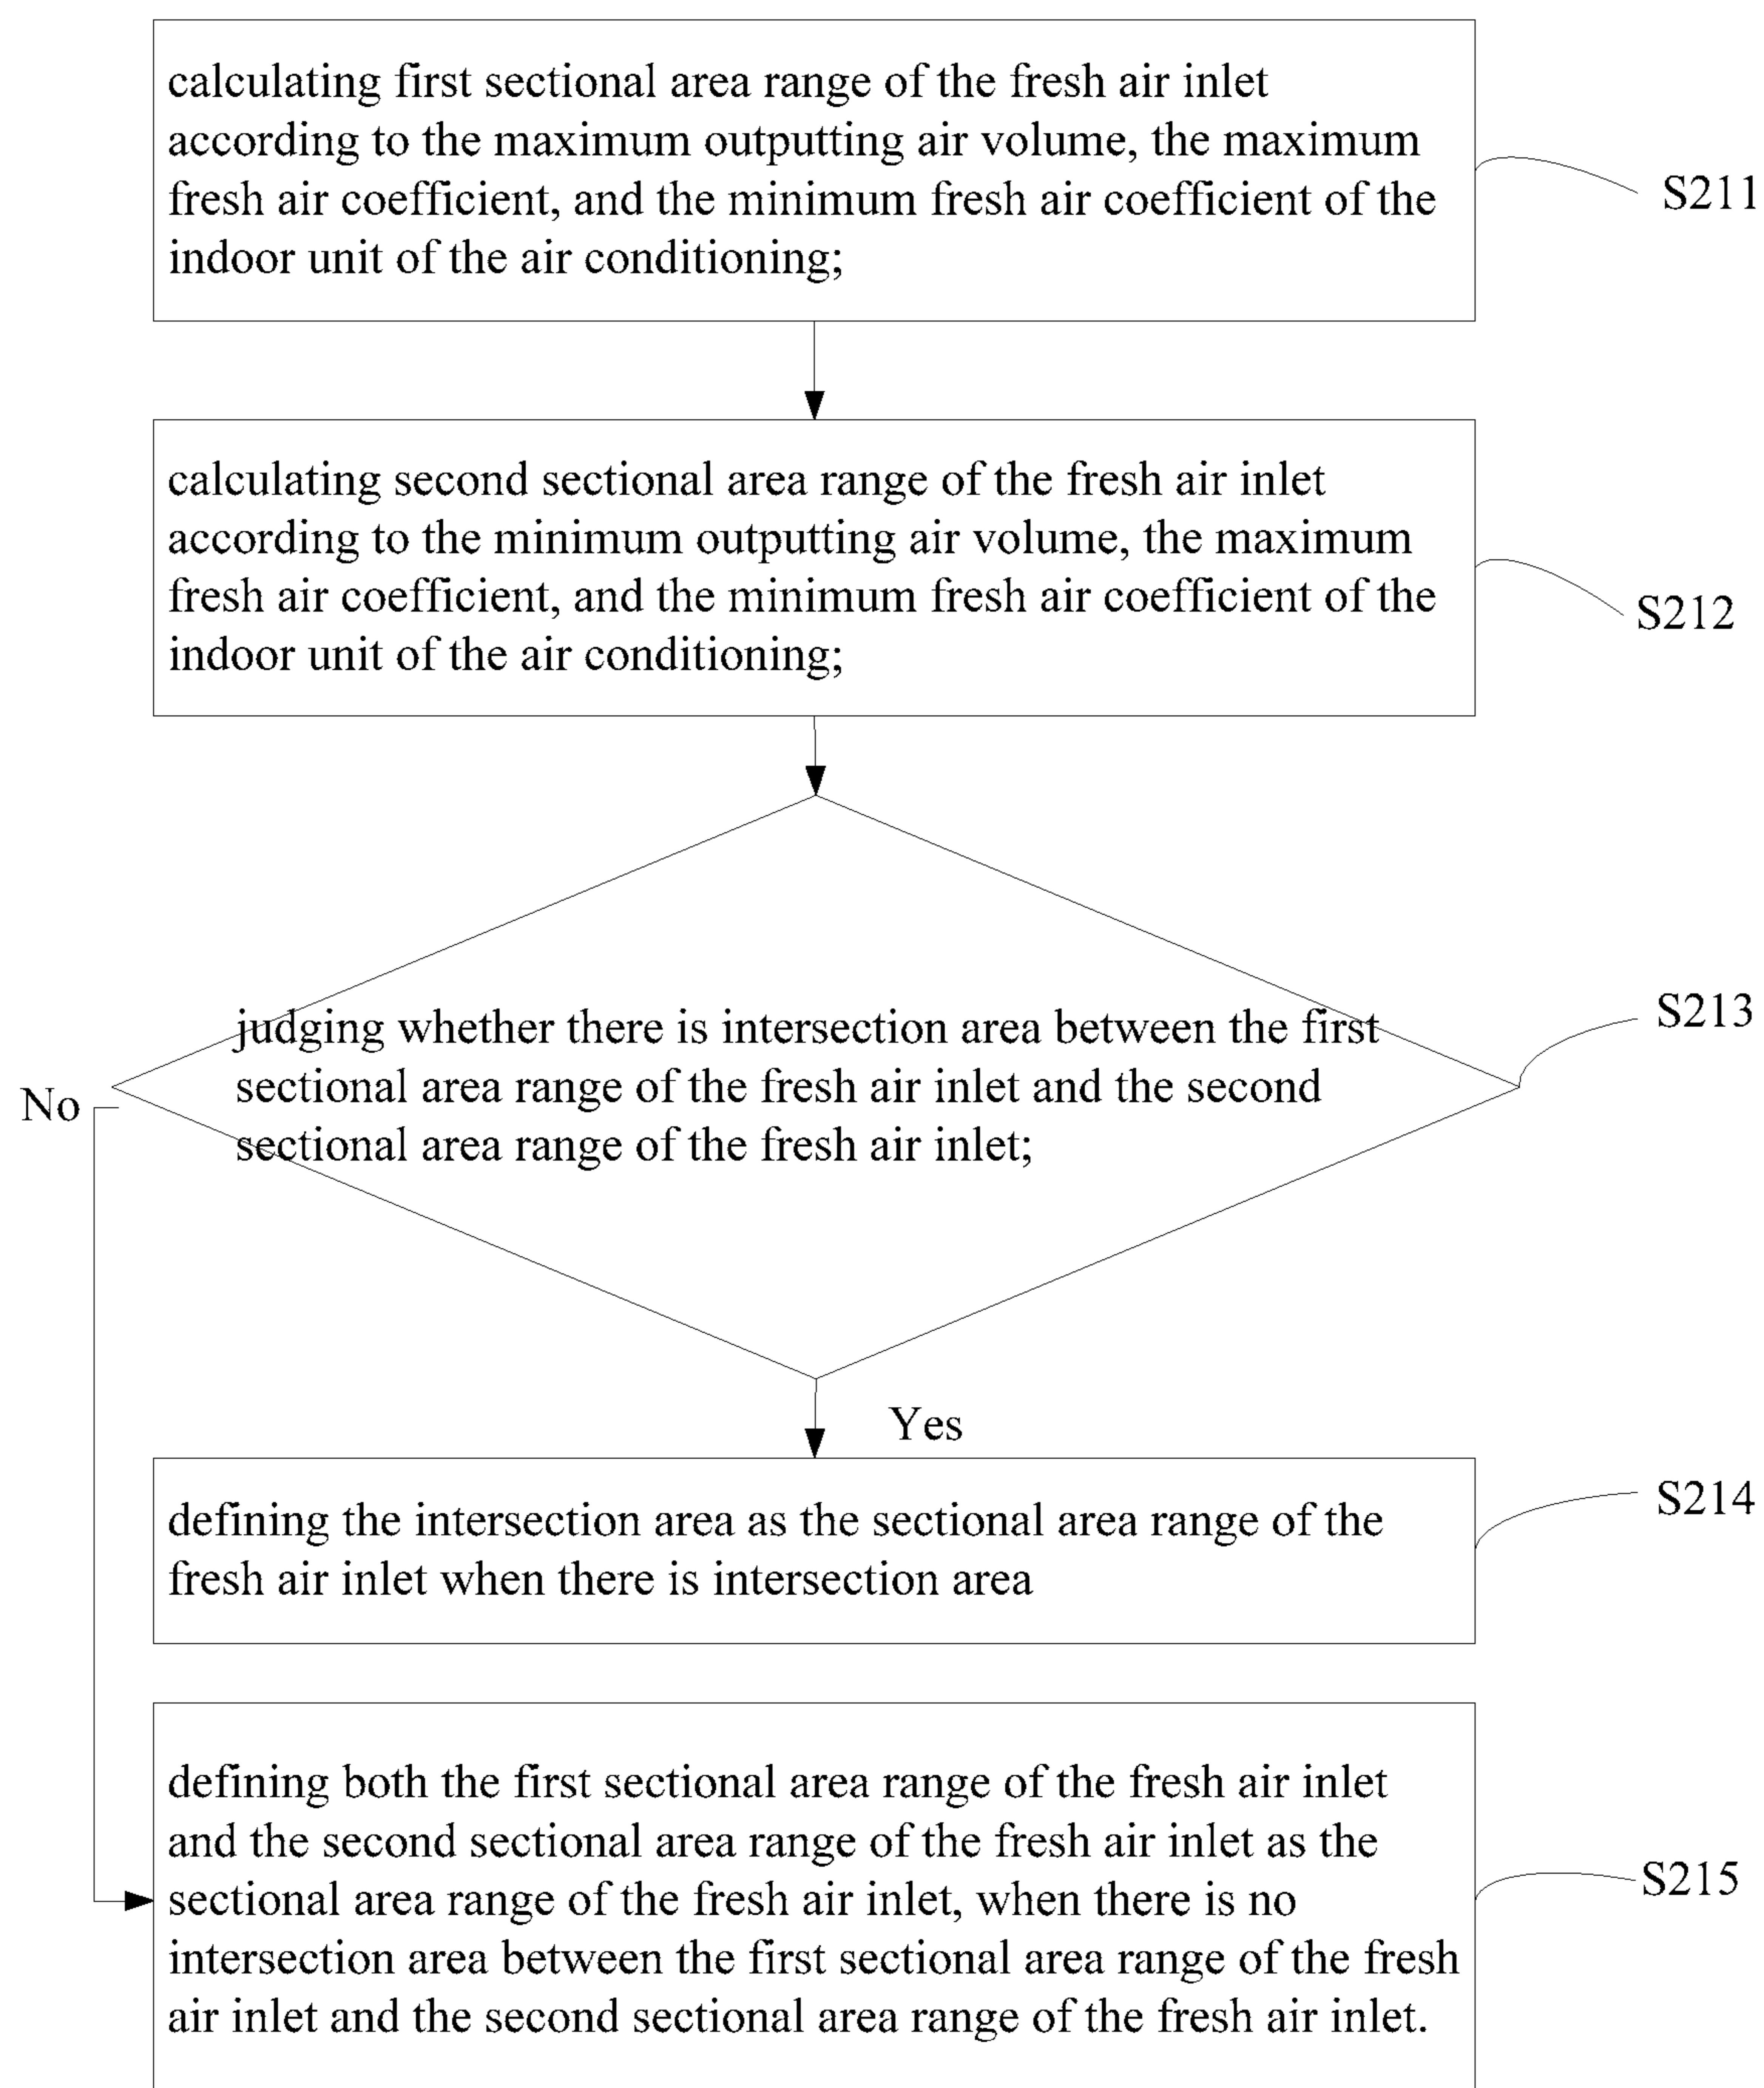 calculating first sectional area range of the fresh air inlet
according to the maximum outputting air volume, the maximum
fresh air coefficient, and the minimum fresh air coefficient of the
indoor unit of the air conditioning;
S211
calculating second sectional area range of the fresh air inlet
according to the minimum outputting air volume, the maximum
fresh air coefficient, and the minimum fresh air coefficient of the
indoor unit of the air conditioning;
S212
judging whether there is intersection area between the first
sectional area range of the fresh air inlet and the second
sectional area range of the fresh air inlet;
S213
No
Yes
defining the intersection area as the sectional area range of the
fresh air inlet when there is intersection area
S214
defining both the first sectional area range of the fresh air inlet
and the second sectional area range of the fresh air inlet as the
sectional area range of the fresh air inlet, when there is no
intersection area between the first sectional area range of the fresh
air inlet and the second sectional area range of the fresh air inlet.
S215